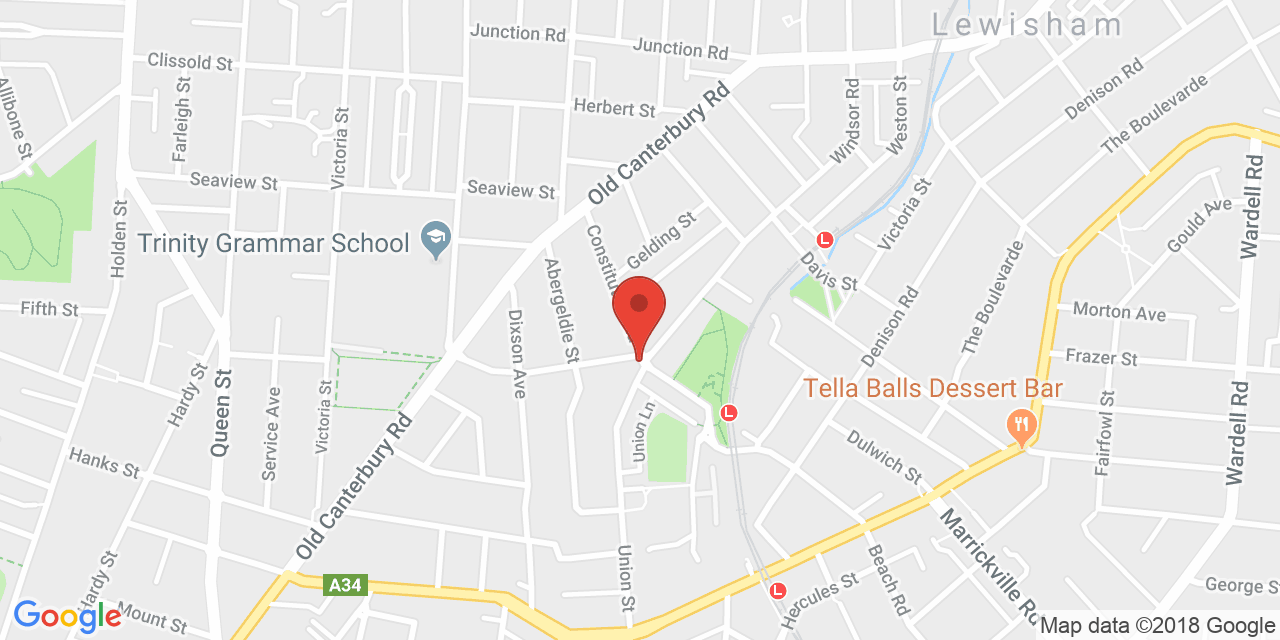 Lewisham
Junction Rd
Junction Rd
Clissold St
Allibone St
Farleigh St
Victoria St
Herbert St
Old Canterbury Rd
Windsor Rd
Weston St
Denison Rd
The Boulevarde
Seaview St
Seaview St
Holden St
Trinity Grammar School
Gelding St
Victoria St
Gould Ave
Wardell Rd
Constitu
Abergeldie St
L
Davis St
The Boulevarde
Fifth St
Dixson Ave
Denison Rd
Morton Ave
Frazer St
Hardy St
Queen St
Service Ave
Victoria St
Old Canterbury Rd
Union Ln
L
Tella Balls Dessert Bar
Fairfowl St
Wardell Rd
Hanks St
Dulwich St
Marrickville Rd
Hardy St
A34
Union St
L
Hercules St
Beach Rd
George St
Mount St
Google
Map data ©2018 Google